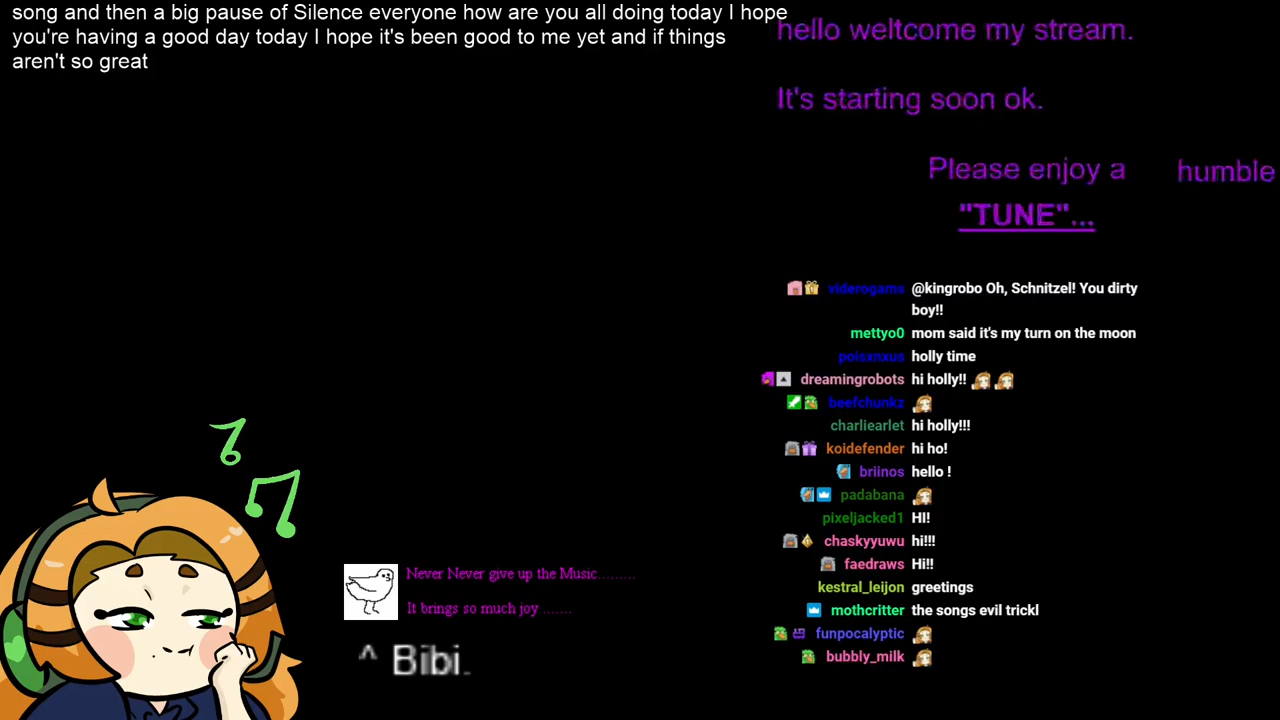 song and then a big pause of Silence everyone how are you all doing today I hope
you're having a good day today I hope it's been good to me yet and if things
aren't so great
hello weltcome my stream.
It's starting soon ok.
Please enjoy a humble
"TUNE"...
viderogama @kingrobo Oh, Schnitzel! You dirty
boy!!
mettyo0 mom said it's my turn on the moon
poisxnxus holly time
dreamingrobots hi holly!!
beefchunkz
charliearlet hi holly!!!
koidefender hi ho!
briinos hello !
padabana
pixeljacked1 HI!
chaskyyuwu hi!!!
faedraws Hi!!
kestral_leijon greetings
mothcritter the songs evil trickl
funpocalyptic
bubbly_milk
Never Never give up the Music.........
It brings so much joy .......
^ Bibi.